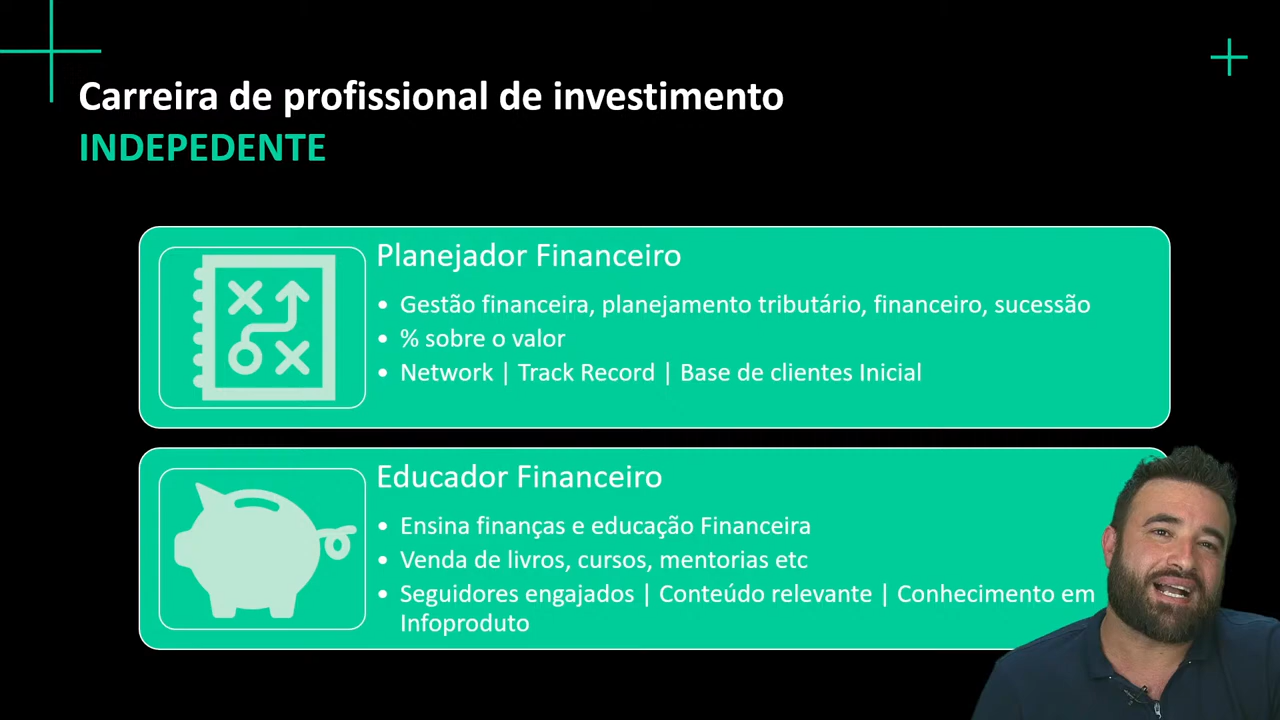 Carreira de profissional de investimento
INDEPEDENTE
Planejador Financeiro
• Gestão financeira, planejamento tributário, financeiro, sucessão
• % sobre o valor
• Network | Track Record | Base de clientes Inicial
Educador Financeiro
• Ensina finanças e educação Financeira
• Venda de livros, cursos, mentorias etc
• Seguidores engajados | Conteúdo relevante | Conhecimento em
Infoproduto